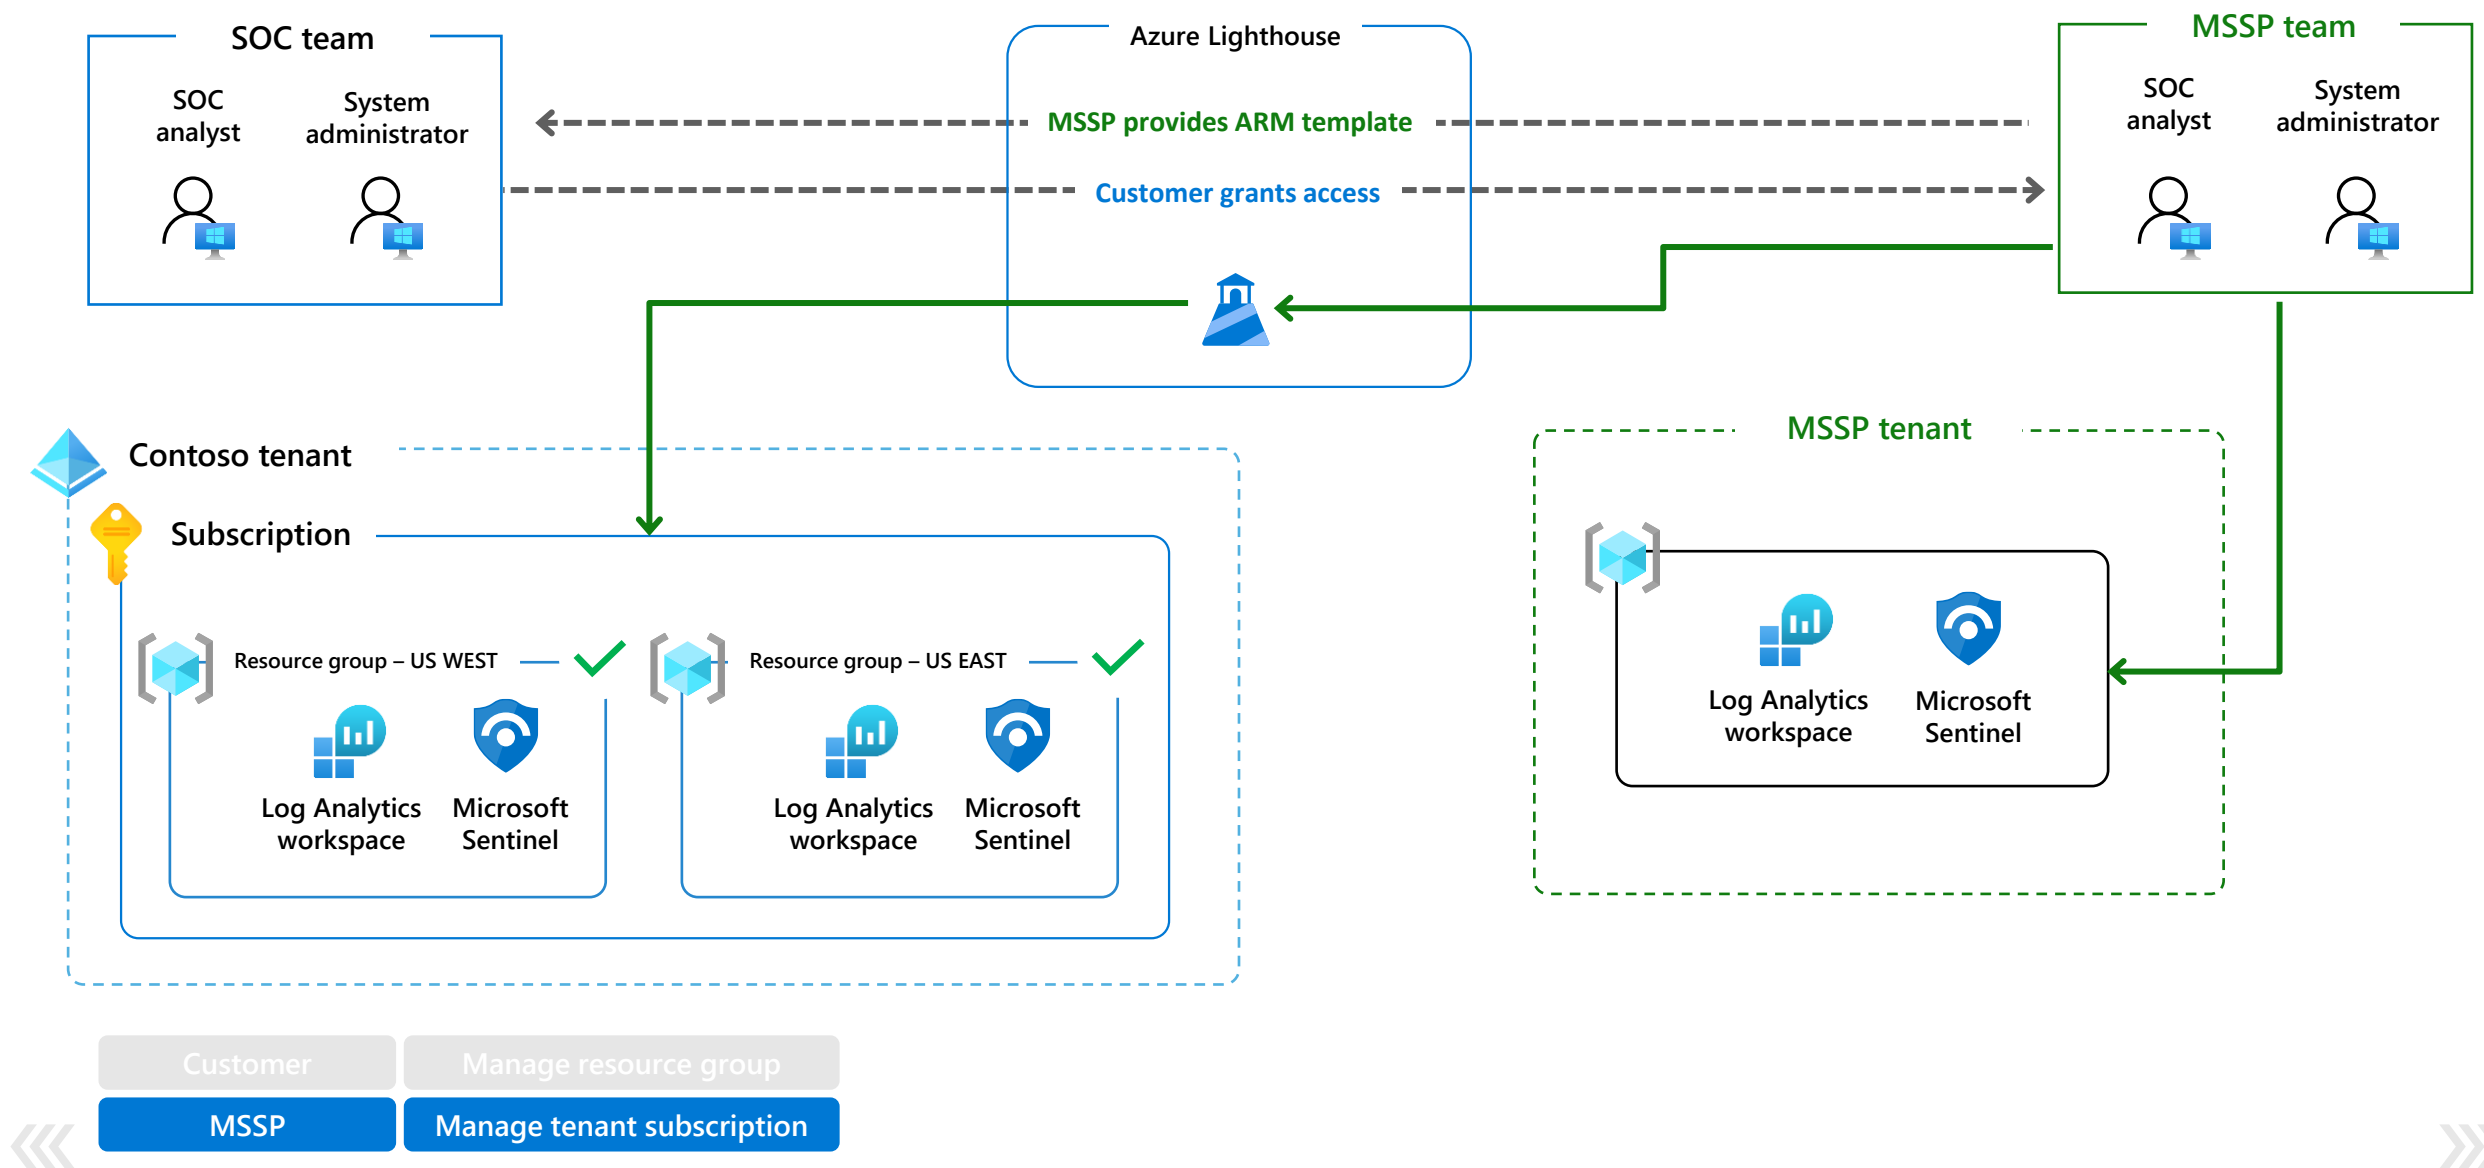 SOC team
SOC
analyst
System
administrator
Azure Lighthouse
MSSP provides ARM template
Customer grants access
MSSP team
SOC
analyst
System
administrator
Contoso tenant
Subscription
Resource group – US WEST
Log Analytics
workspace
Microsoft
Sentinel
Resource group – US EAST
Log Analytics
workspace
Microsoft
Sentinel
MSSP tenant
Log Analytics
workspace
Microsoft
Sentinel
Customer
Manage resource group
MSSP
Manage tenant subscription